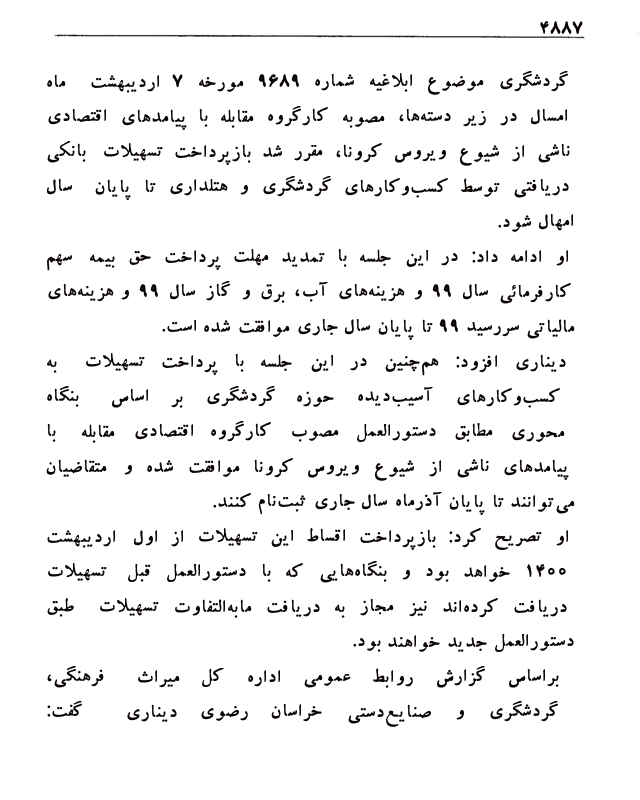 ۴۸۸۷
گردشگری موضوع ابلاغیه شماره ۹۶۸۹ مورخه ۷ اردیبهشت ماه
امسال در زیر دسته‌ها، مصوبه کارگروه مقابله با پیامدهای اقتصادی
ناشی از شیوع ویروس کرونا، مقرر شد بازپرداخت تسهیلات بانکی
دریافتی توسط کسب‌وکارهای گردشگری و هتلداری تا پایان سال
امهال شود.
او ادامه داد: در این جلسه با تمدید مهلت پرداخت حق بیمه سهم
کارفرمائی سال ۹۹ و هزینه‌های آب، برق و گاز سال ۹۹ و هزینه‌های
مالیاتی سررسید ۹۹ تا پایان سال جاری موافقت شده است.
دیناری افزود: هم‌چنین در این جلسه با پرداخت تسهیلات به
کسب‌وکارهای آسیب‌دیده حوزه گردشگری بر اساس بنگاه
محوری مطابق دستورالعمل مصوب کارگروه اقتصادی مقابله با
پیامدهای ناشی از شیوع ویروس کرونا موافقت شده و متقاضیان
می‌توانند تا پایان آذرماه سال جاری ثبت‌نام کنند.
او تصریح کرد: بازپرداخت اقساط این تسهیلات از اول اردیبهشت
۱۴۰۰ خواهد بود و بنگاه‌هایی که با دستورالعمل قبل تسهیلات
دریافت کرده‌اند نیز مجاز به دریافت مابه‌التفاوت تسهیلات طبق
دستورالعمل جدید خواهند بود.
براساس گزارش روابط عمومی اداره کل میراث فرهنگی،
گردشگری و صنایع‌دستی خراسان رضوی دیناری گفت: